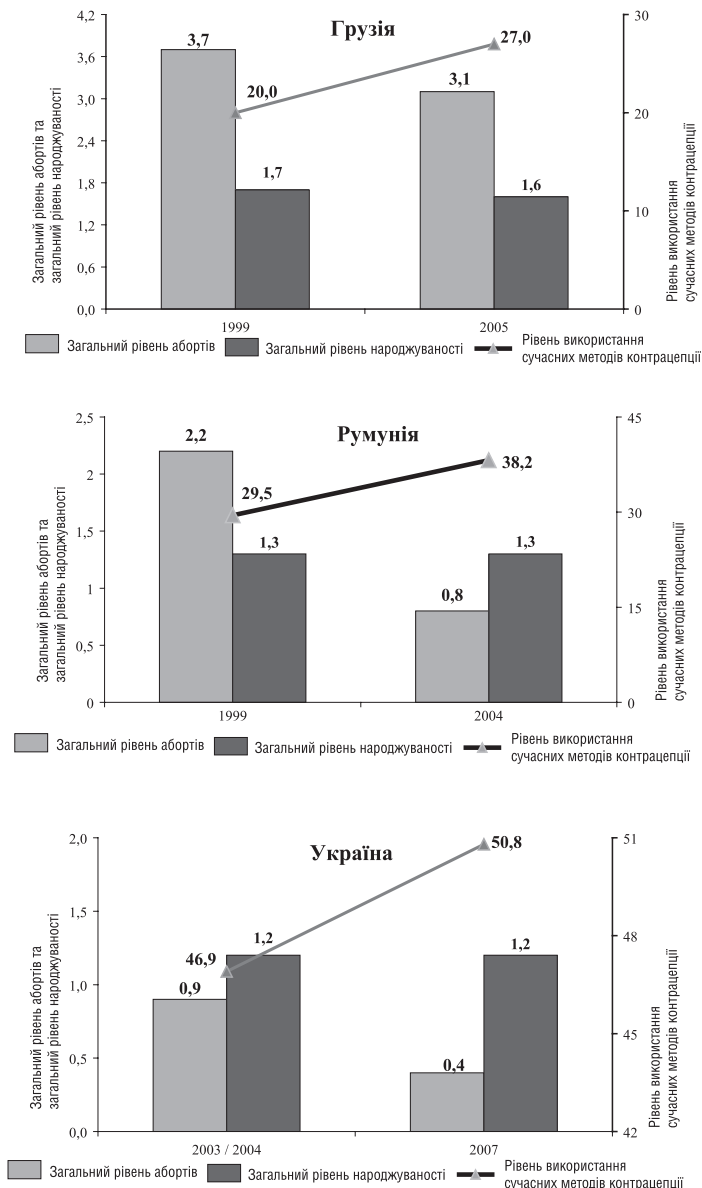 Грузія
4,2
3,6
3,0
2,4
1,8
1,2
0,6
0,0
Загальний рівень абортів та
загальний рівень народжуваності
3,7
1,7
20,0
3,1
1,6
27,0
30
20
10
0
Рівень використання
сучасних методів контрацепції
1999
2005
Загальний рівень абортів
Загальний рівень народжуваності
Рівень використання
сучасних методів контрацепції
Румунія
2,5
2
1,5
1
0,5
0
Загальний рівень абортів та
загальний рівень народжуваності
2,2
29,5
1,3
0,8
1,3
38,2
45
30
15
0
Рівень використання
сучасних методів контрацепції
1999
2004
Загальний рівень абортів
Загальний рівень народжуваності
Рівень використання
сучасних методів контрацепції
Україна
2,0
1,5
1,0
0,5
0,0
Загальний рівень абортів та
загальний рівень народжуваності
46,9
0,9
1,2
0,4
1,2
50,8
51
48
45
42
Рівень використання
сучасних методів контрацепції
2003 / 2004
2007
Загальний рівень абортів
Загальний рівень народжуваності
Рівень використання
сучасних методів контрацепції